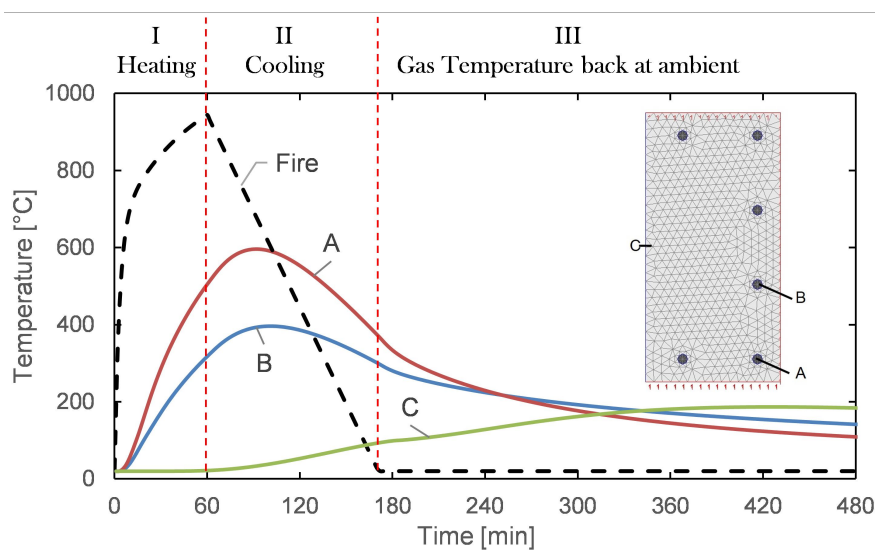 I II III
Heating Cooling Gas Temperature back at ambient
1000
800
600
400
200
0
Temperature [°C]
Fire
A
B
C
C
B
A
0 60 120 180 240 300 360 420 480
Time [min]